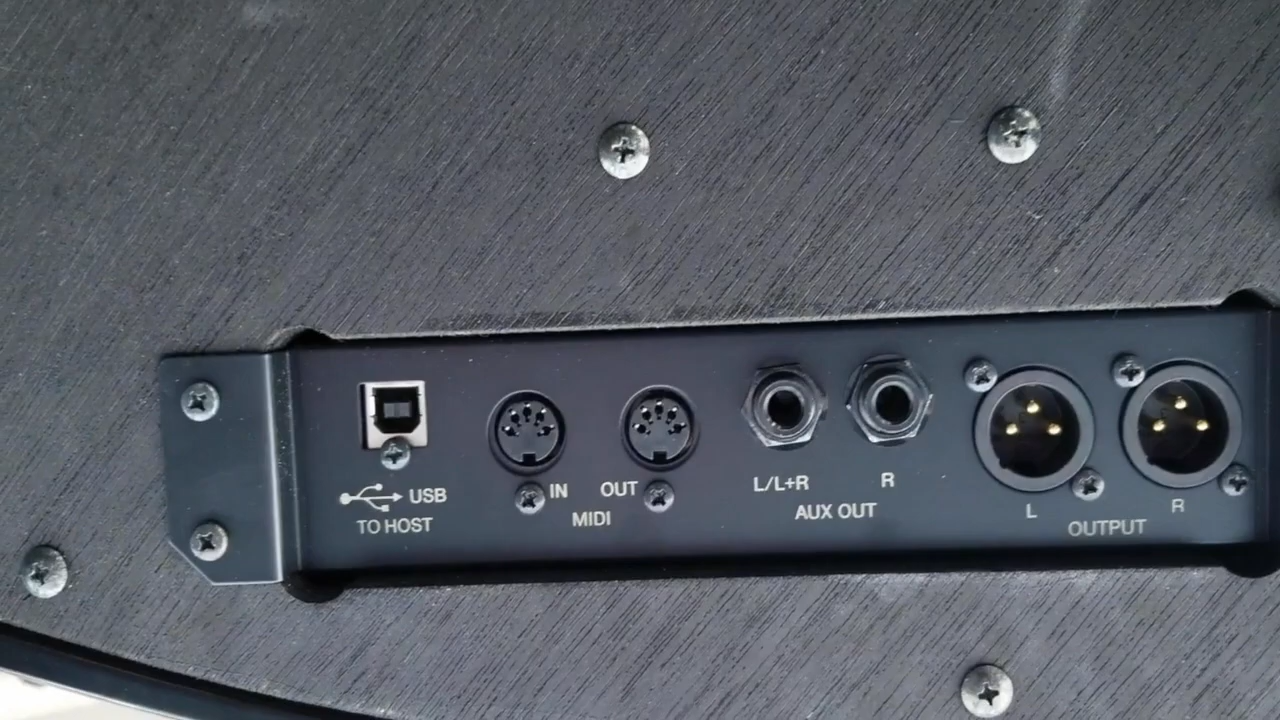 USB
TO HOST
IN
OUT
MIDI
L/L+R
R
AUX OUT
L
R
OUTPUT